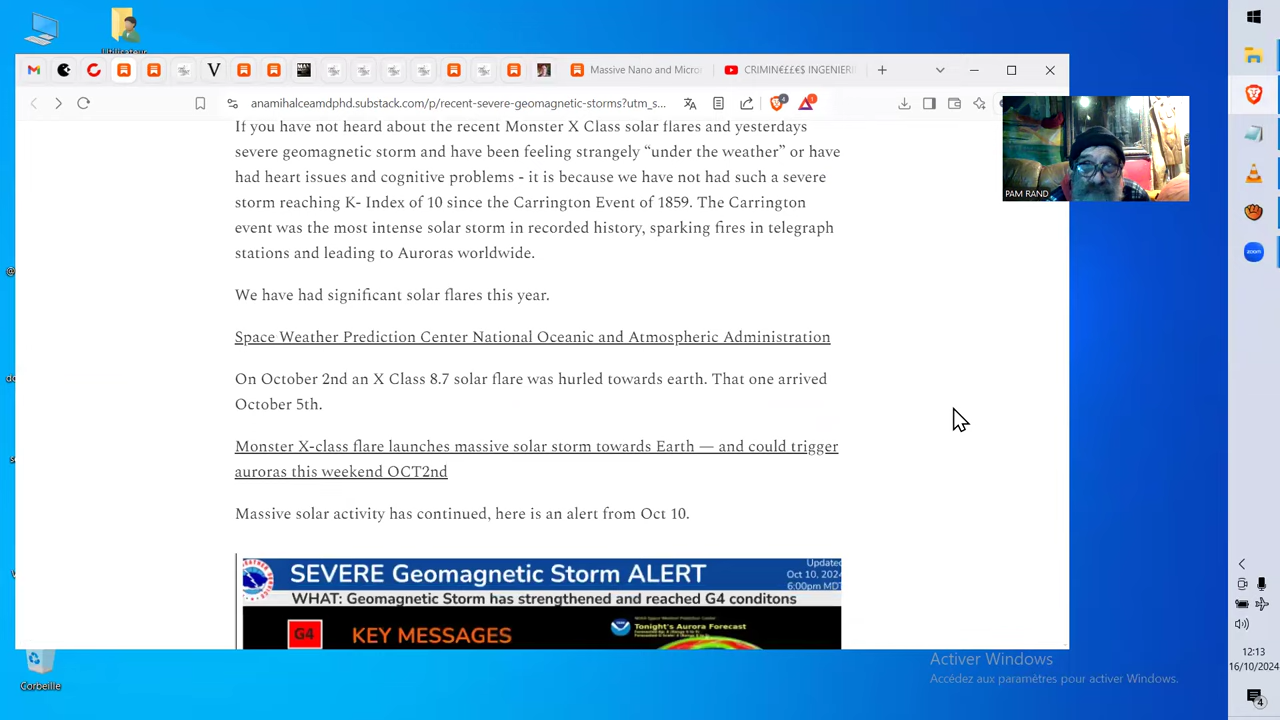 Utilisateur
Massive Nano and Micro
CRIMIN£££€$ INGENIERI
anamihalceamdphd.substack.com/p/recent-severe-geomagnetic-storms?utm_s...
4
1
If you have not heard about the recent Monster X Class solar flares and yesterdays
severe geomagnetic storm and have been feeling strangely “under the weather” or have
had heart issues and cognitive problems - it is because we have not had such a severe
storm reaching K- Index of 10 since the Carrington Event of 1859. The Carrington
event was the most intense solar storm in recorded history, sparking fires in telegraph
stations and leading to Auroras worldwide.
We have had significant solar flares this year.
Space Weather Prediction Center National Oceanic and Atmospheric Administration
On October 2nd an X Class 8.7 solar flare was hurled towards earth. That one arrived
October 5th.
Monster X-class flare launches massive solar storm towards Earth — and could trigger
auroras this weekend OCT2nd
Massive solar activity has continued, here is an alert from Oct 10.
SEVERE Geomagnetic Storm ALERT
Updated
Oct 10, 2024
6:00pm MDT
WHAT: Geomagnetic Storm has strengthened and reached G4 conditons
G4
KEY MESSAGES
Tonight's Aurora Forecast
PAM RAND
zoom
Corbeille
Activer Windows
Accédez aux paramètres pour activer Windows.
12:13
16/10/2024
4